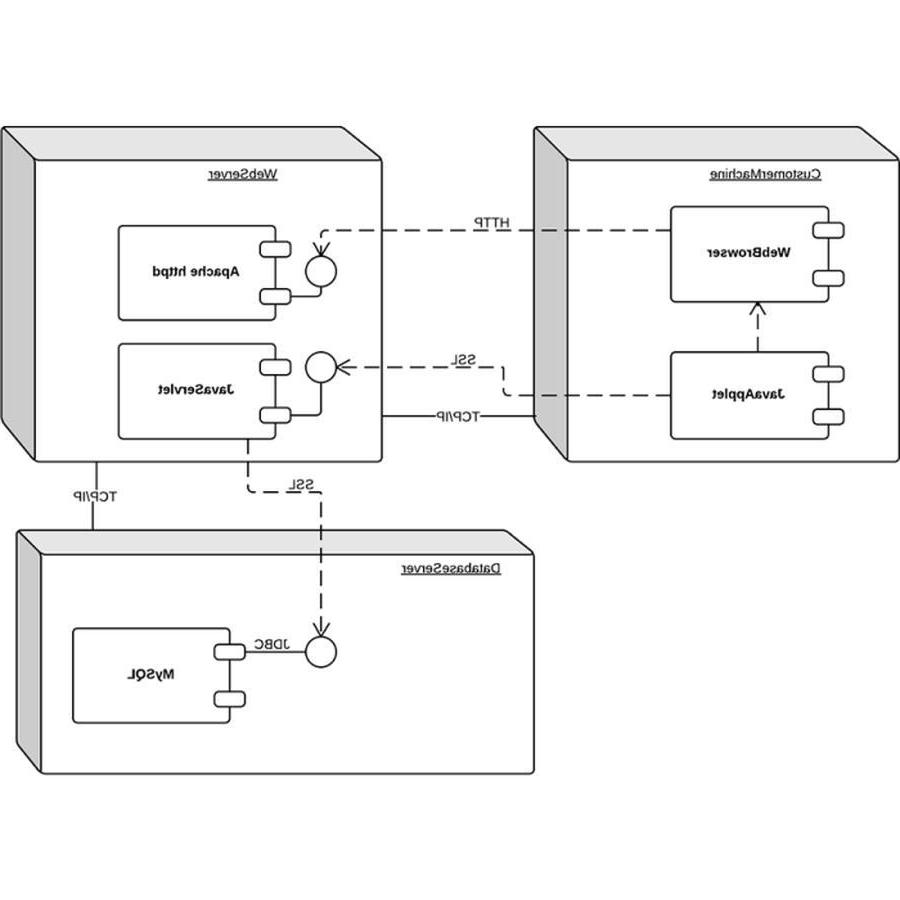 CustomerMachine
WebServer
HTTP
WebBrowser
Apache httpd
SSL
JavaApplet
JavaServlet
TCP/IP
SSL
TCP/IP
DatabaseServer
JDBC
MySQL